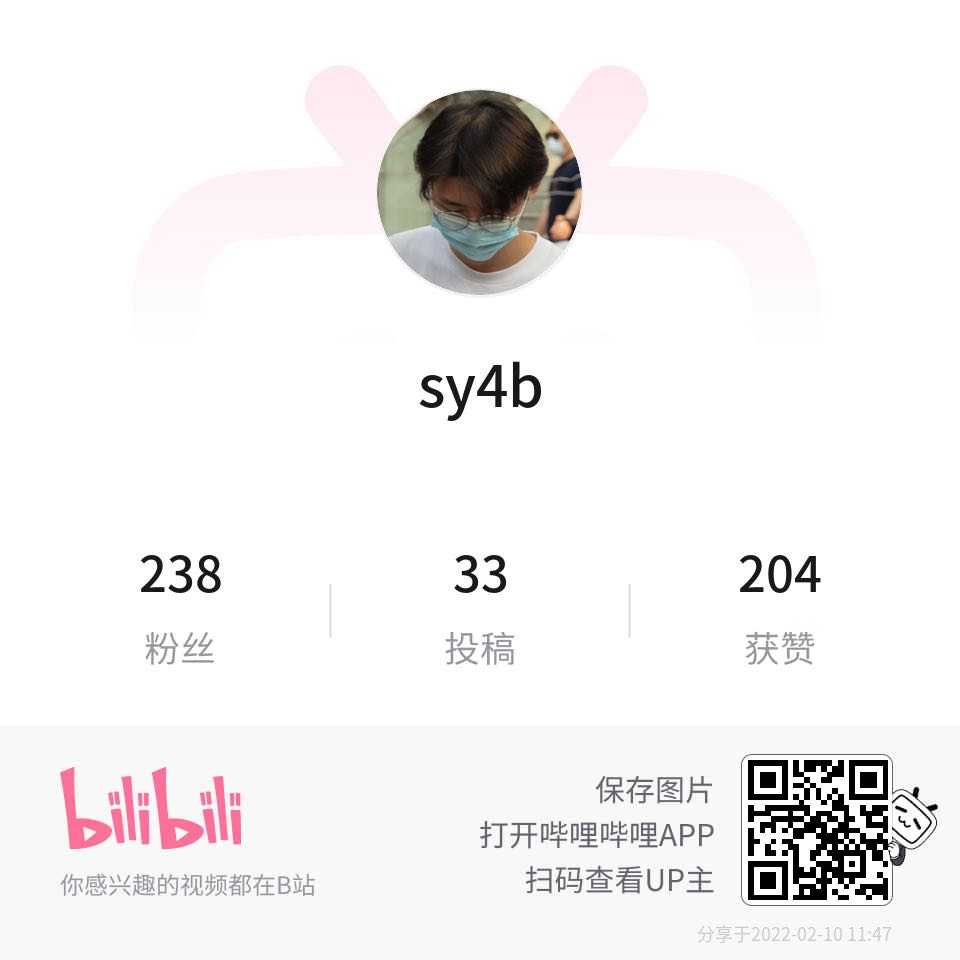 sy4b
238
33
204
粉丝
投稿
获赞
bilibili
你感兴趣的视频都在B站
保存图片
打开哔哩哔哩APP
扫码查看UP主
分享于2022-02-10 11:47